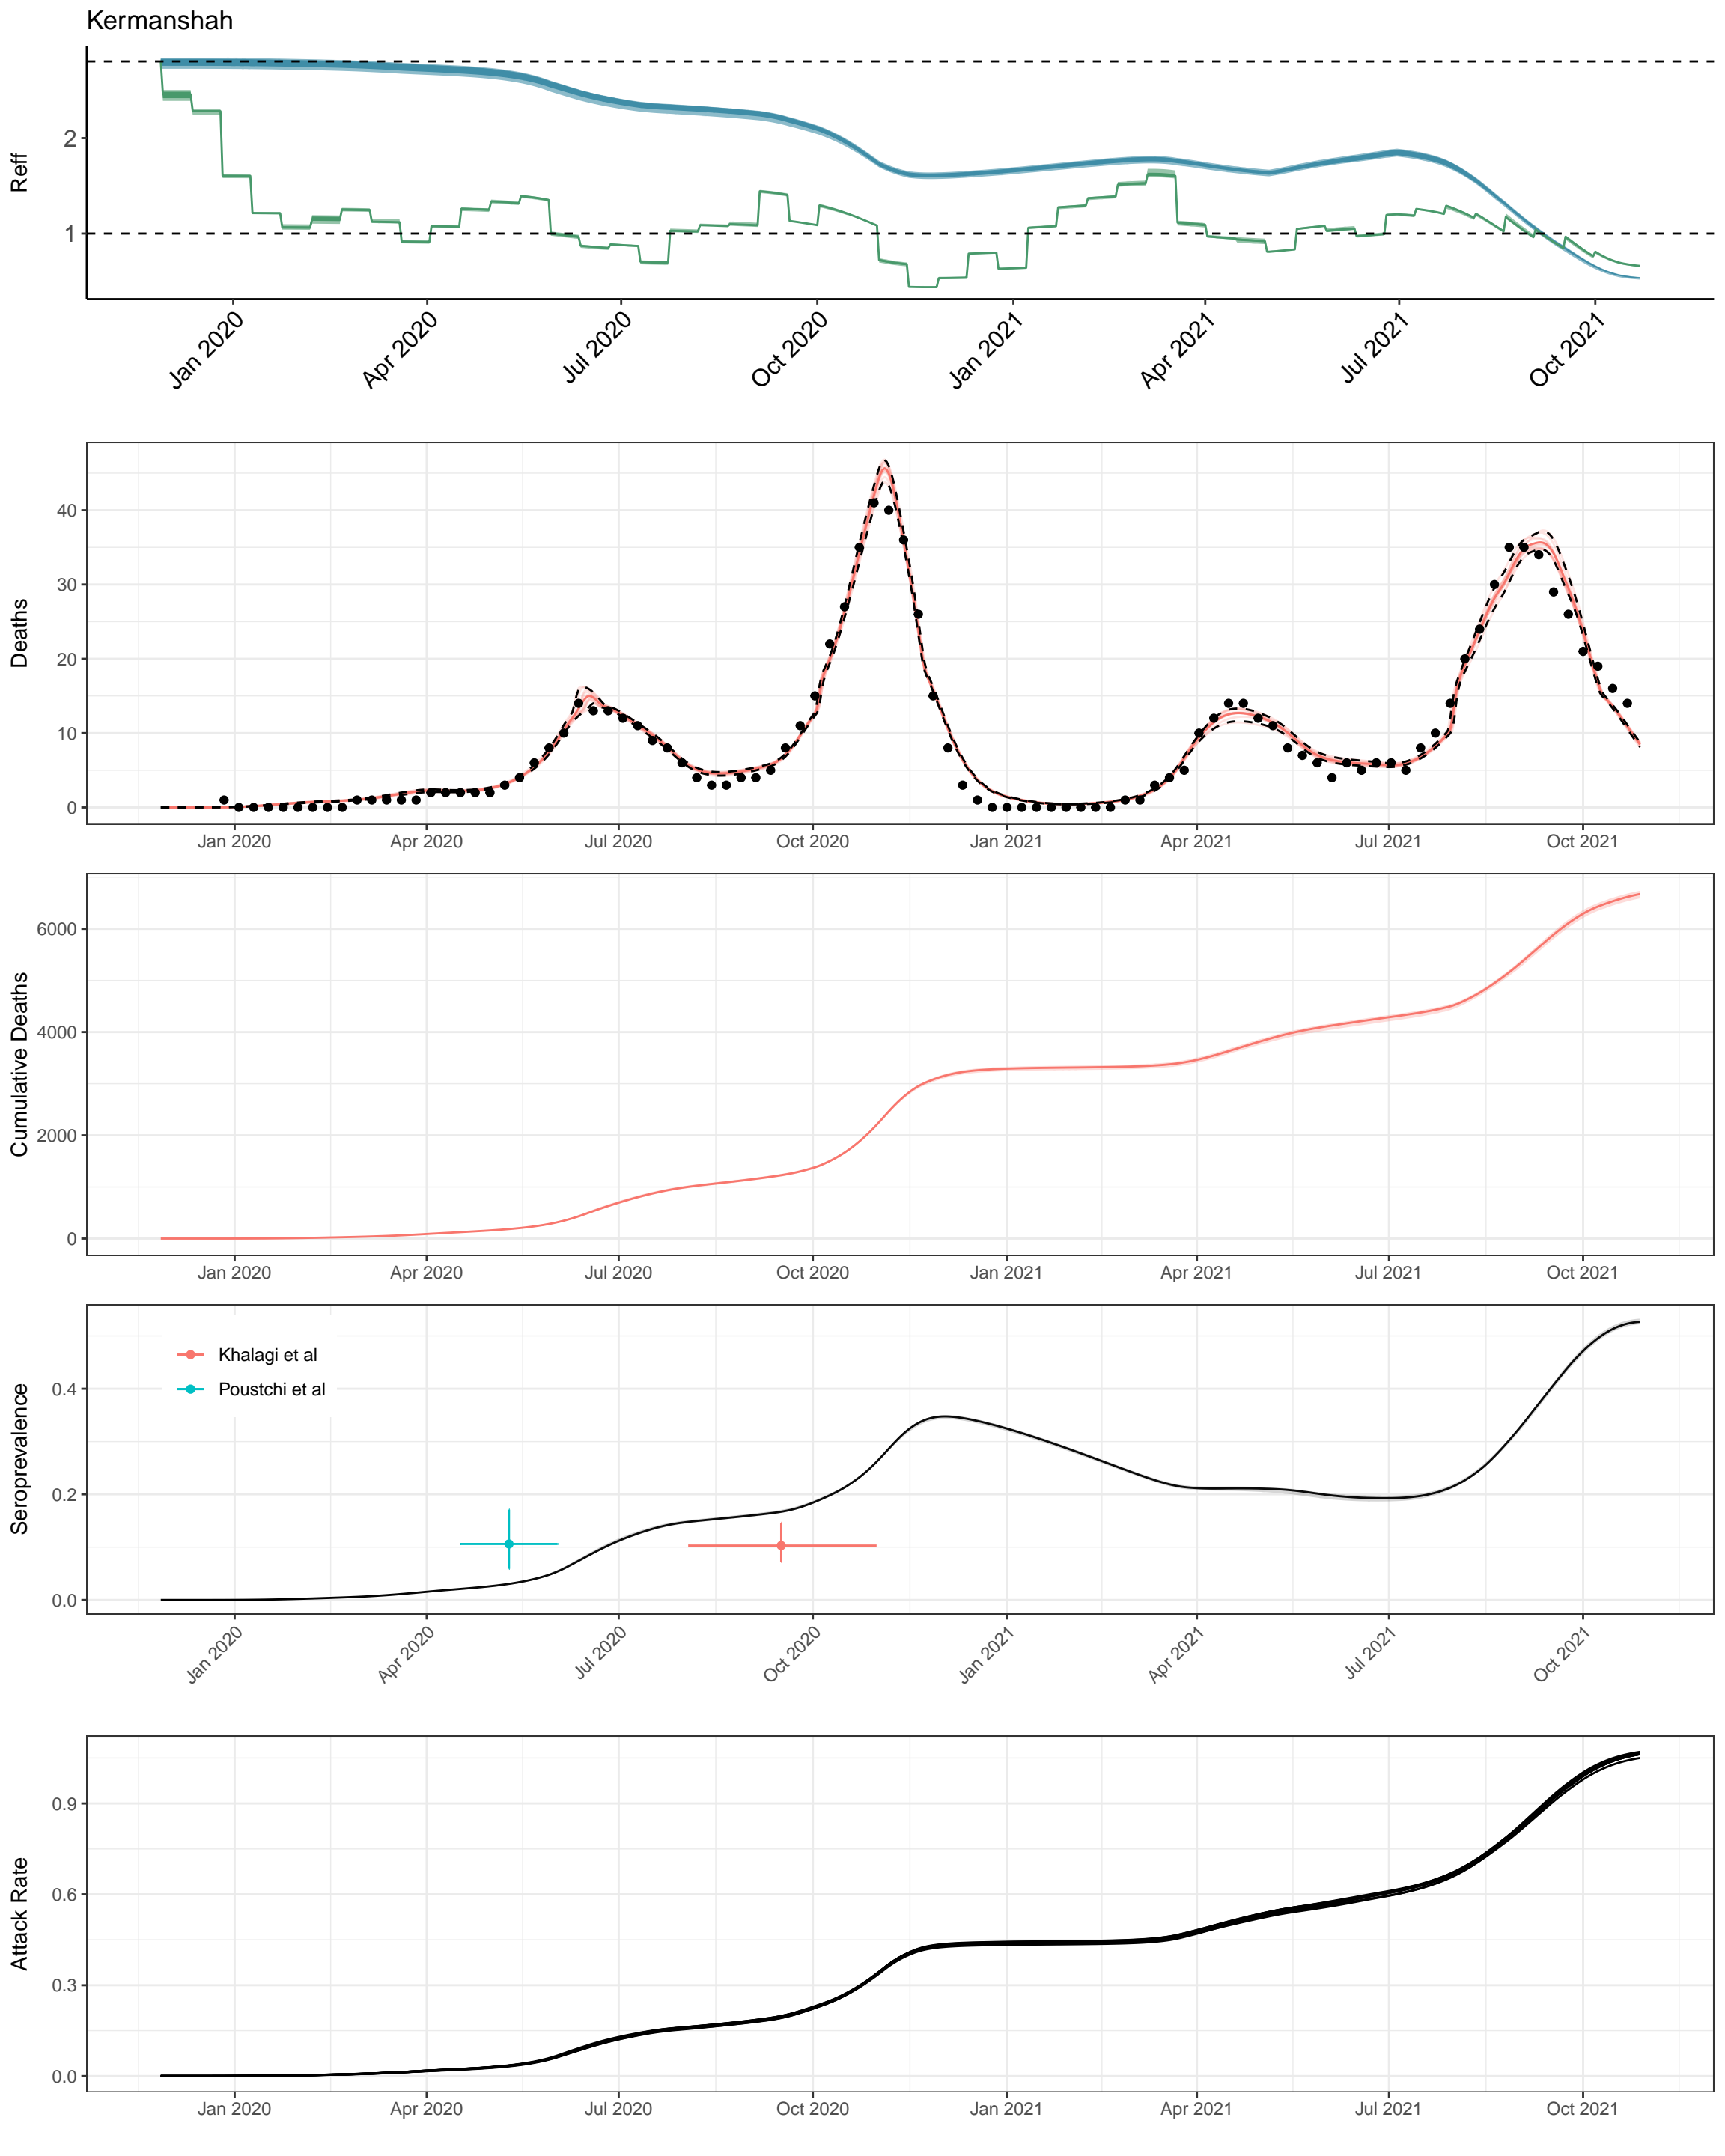 Kermanshah
Reff
2
1
Jan 2020
Apr 2020
Jul 2020
Oct 2020
Jan 2021
Apr 2021
Jul 2021
Oct 2021
Deaths
40
30
20
10
0
Jan 2020
Apr 2020
Jul 2020
Oct 2020
Jan 2021
Apr 2021
Jul 2021
Oct 2021
Cumulative Deaths
6000
4000
2000
0
Jan 2020
Apr 2020
Jul 2020
Oct 2020
Jan 2021
Apr 2021
Jul 2021
Oct 2021
Seroprevalence
Khalagi et al
Poustchi et al
0.4
0.2
0.0
Jan 2020
Apr 2020
Jul 2020
Oct 2020
Jan 2021
Apr 2021
Jul 2021
Oct 2021
Attack Rate
0.9
0.6
0.3
0.0
Jan 2020
Apr 2020
Jul 2020
Oct 2020
Jan 2021
Apr 2021
Jul 2021
Oct 2021